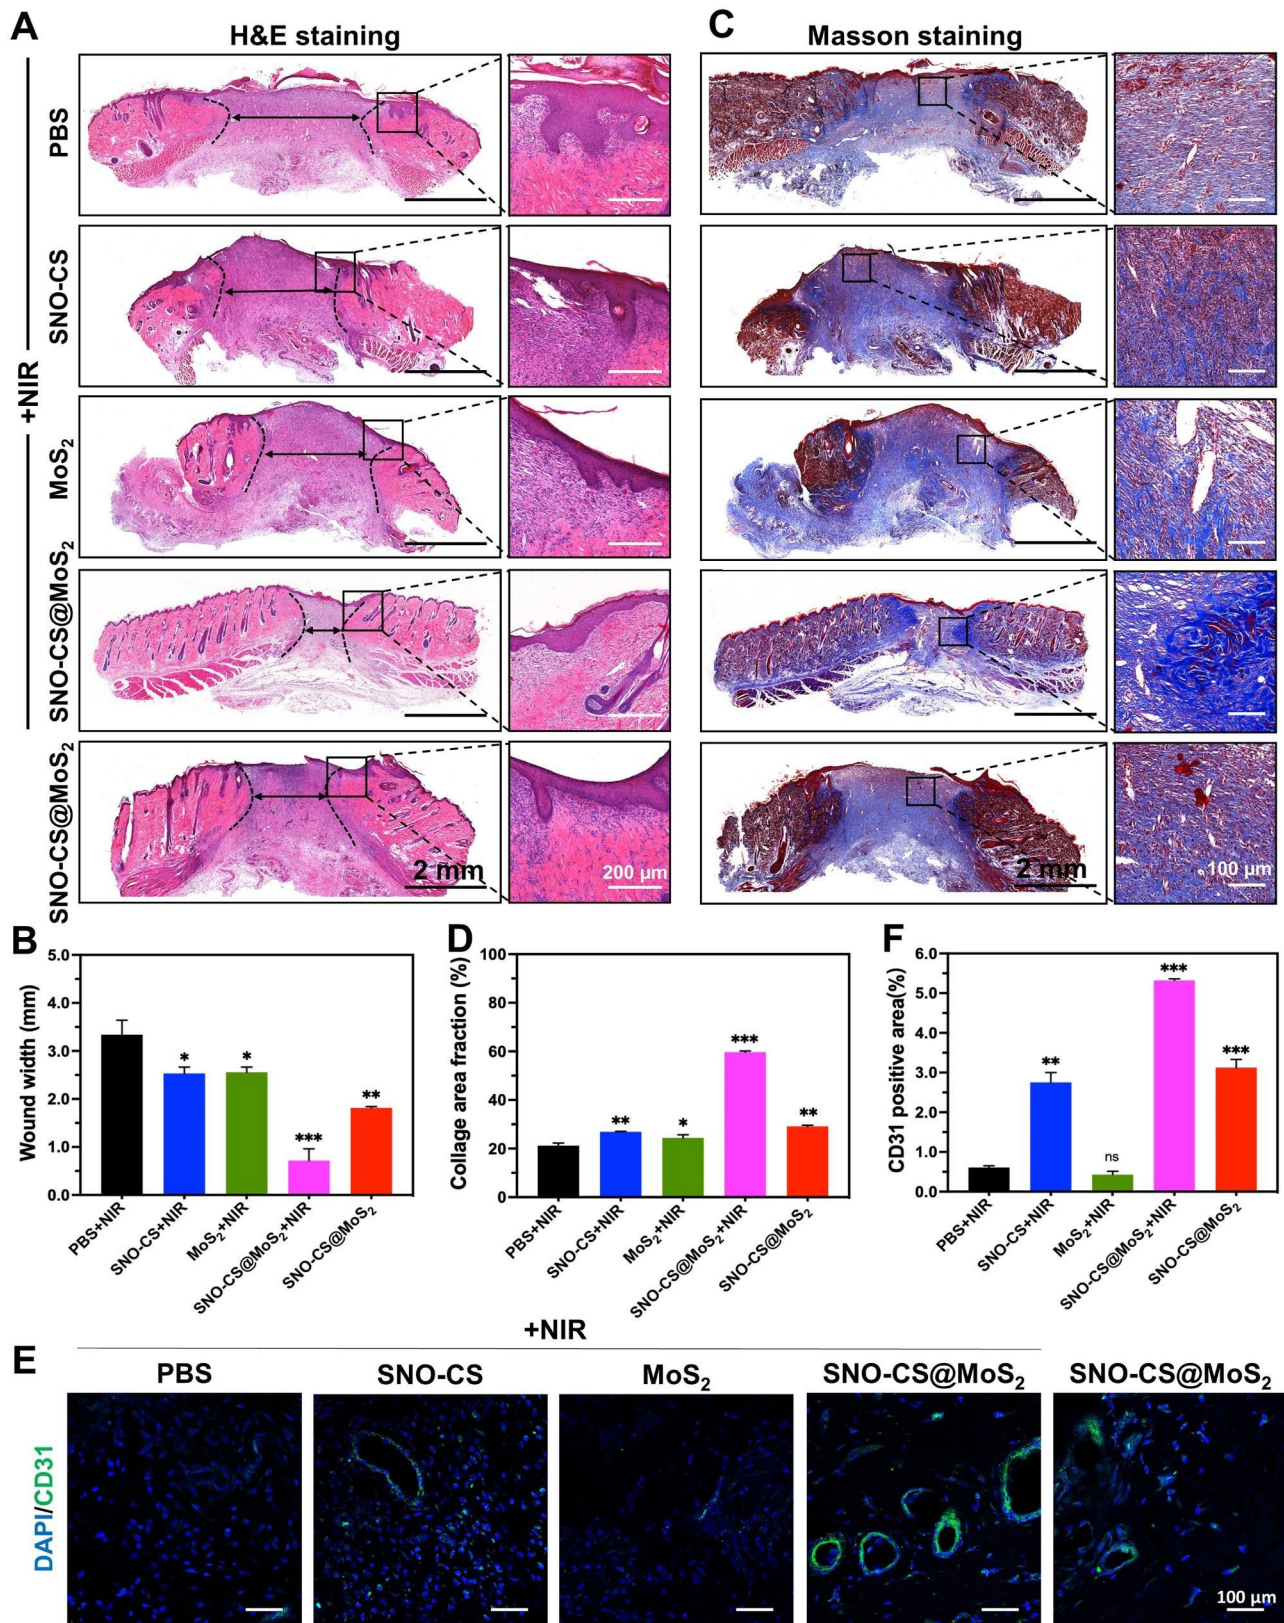 A
H&E staining
C
Masson staining
+NIR
PBS
SNO-CS
MoS₂
SNO-CS@MoS₂
SNO-CS@MoS₂
2 mm
200 μm
2 mm
100 μm
B
Wound width (mm)
5.0
4.0
3.0
2.0
1.0
0.0
*
*
***
**
PBS+NIR
SNO-CS+NIR
MoS₂+NIR
SNO-CS@MoS₂+NIR
SNO-CS@MoS₂
D
Collage area fraction (%)
100
80
60
40
20
0
**
*
***
**
PBS+NIR
SNO-CS+NIR
MoS₂+NIR
SNO-CS@MoS₂+NIR
SNO-CS@MoS₂
F
CD31 positive area(%)
6.0
5.0
4.0
3.0
2.0
1.0
0.0
**
ns
***
***
PBS+NIR
SNO-CS+NIR
MoS₂+NIR
SNO-CS@MoS₂+NIR
SNO-CS@MoS₂
E
+NIR
PBS
SNO-CS
MoS₂
SNO-CS@MoS₂
SNO-CS@MoS₂
DAPI/CD31
100 μm